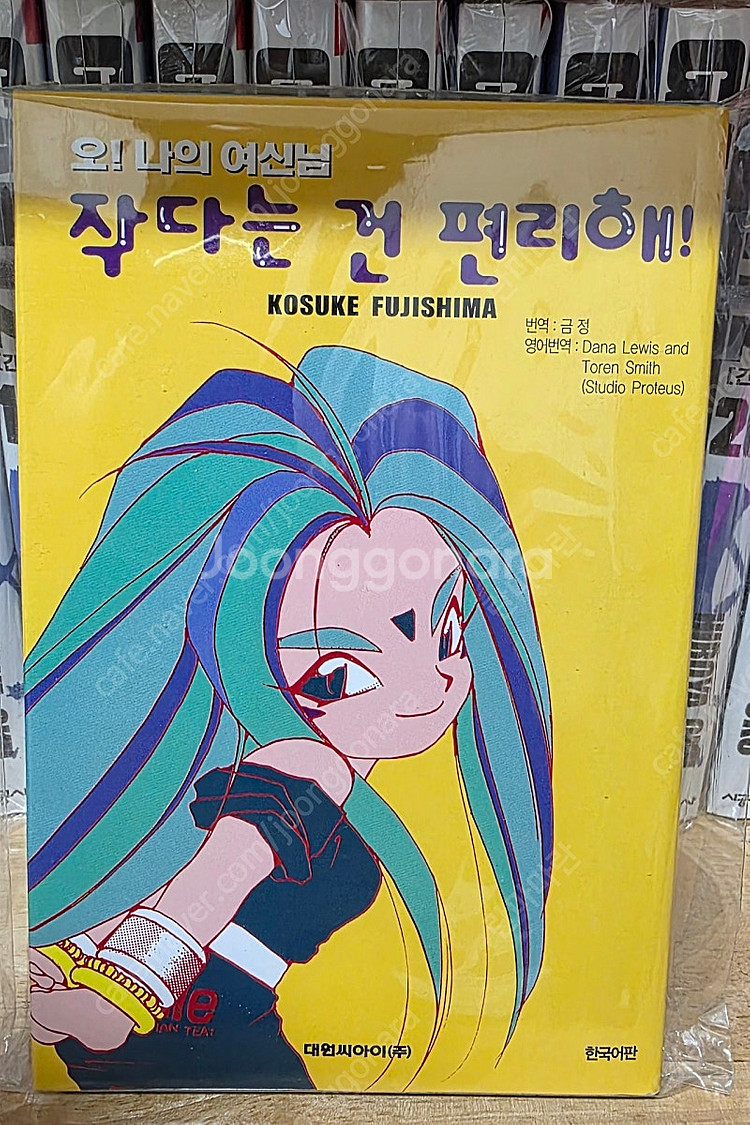 오! 나의 여신님
작다는 건 편리해!
KOSUKE FUJISHIMA
번역 : 금 정
영어번역 : Dana Lewis and
Toren Smith
(Studio Proteus)
Joonggonara
대원씨아이(주)
한국어판